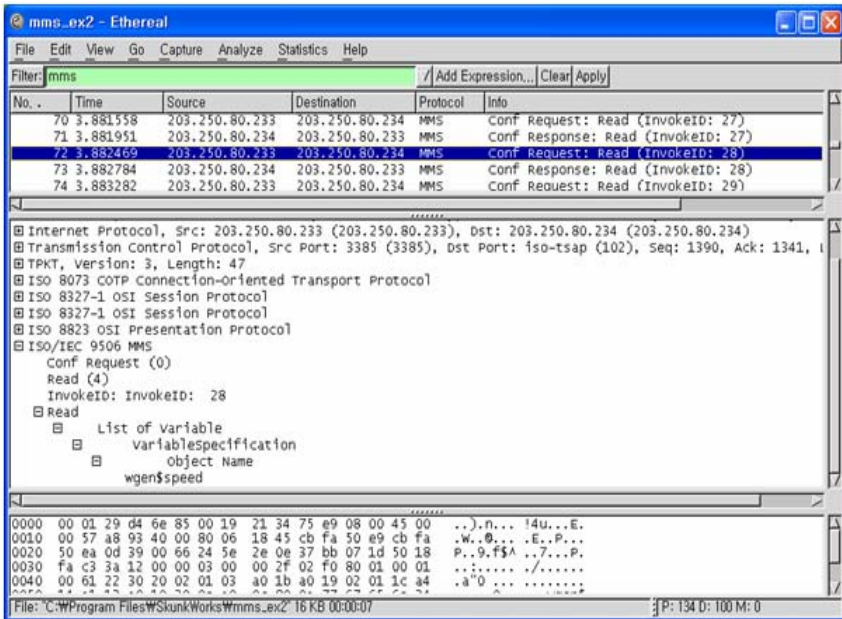 mms_ex2 - Ethereal
File Edit View Go Capture Analyze Statistics Help
Filter: mms / Add Expression... Clear Apply
No. . Time Source Destination Protocol Info
70 3.881558 203.250.80.233 203.250.80.234 MMS Conf Request: Read (InvokeID: 27)
71 3.881951 203.250.80.234 203.250.80.233 MMS Conf Response: Read (InvokeID: 27)
72 3.882469 203.250.80.233 203.250.80.234 MMS Conf Request: Read (InvokeID: 28)
73 3.882784 203.250.80.234 203.250.80.233 MMS Conf Response: Read (InvokeID: 28)
74 3.883282 203.250.80.233 203.250.80.234 MMS Conf Request: Read (InvokeID: 29)
Internet Protocol, Src: 203.250.80.233 (203.250.80.233), Dst: 203.250.80.234 (203.250.80.234)
Transmission Control Protocol, Src Port: 3385 (3385), Dst Port: iso-tsap (102), Seq: 1390, Ack: 1341,
TPKT, Version: 3, Length: 47
ISO 8073 COTP Connection-Oriented Transport Protocol
ISO 8327-1 OSI Session Protocol
ISO 8327-1 OSI Session Protocol
ISO 8823 OSI Presentation Protocol
ISO/IEC 9506 MMS
Conf Request (0)
Read (4)
InvokeID: InvokeID: 28
Read
List of Variable
VariableSpecification
Object Name
wgen$speed
0000 00 01 29 d4 6e 85 00 19 21 34 75 e9 08 00 45 00 ..).n... !4u...E.
0010 00 57 a8 93 40 00 80 06 18 45 cb fa 50 e9 cb fa .W..@... .E..P...
0020 50 ea 0d 39 00 66 24 5e 2e 0e 37 bb 07 1d 50 18 P..9.f$^ ..7...P.
0030 fa c3 3a 12 00 00 03 00 00 2f 02 f0 80 01 00 01 ..:..... ./......
0040 00 61 22 30 20 02 01 03 a0 1b a0 19 02 01 1c a4 .a"0 ... ........
File: "C:₩Program Files₩SkunkWorks₩mms_ex2" 16 KB 00:00:07 P: 134 D: 100 M: 0